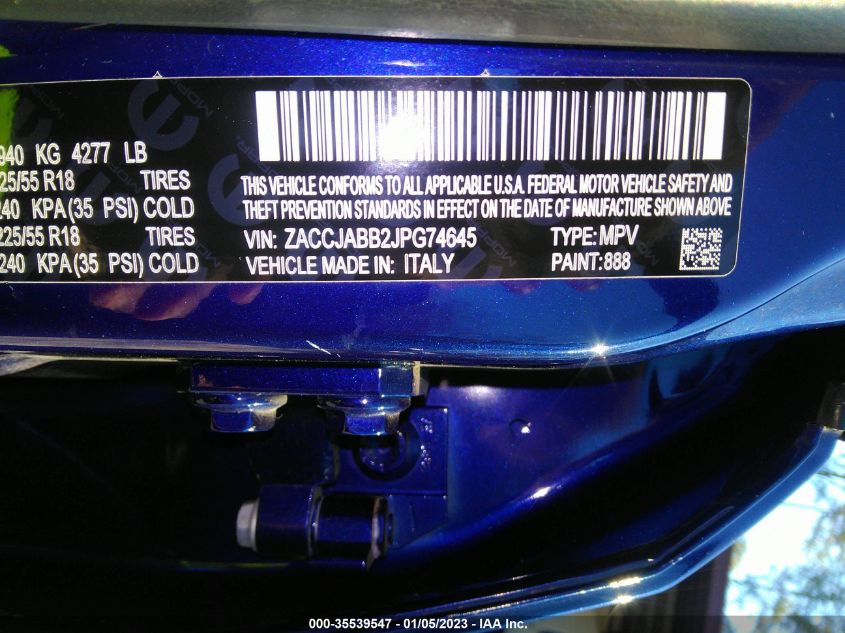 940 KG 4277 LB
25/55 R18 TIRES
240 KPA(35 PSI) COLD
225/55 R18 TIRES
240 KPA(35 PSI) COLD
THIS VEHICLE CONFORMS TO ALL APPLICABLE U.S.A. FEDERAL MOTOR VEHICLE SAFETY AND
THEFT PREVENTION STANDARDS IN EFFECT ON THE DATE OF MANUFACTURE SHOWN ABOVE
VIN: ZACCJABB2JPG74645 TYPE: MPV
VEHICLE MADE IN: ITALY PAINT:888
000-35539547 - 01/05/2023 - IAA Inc.